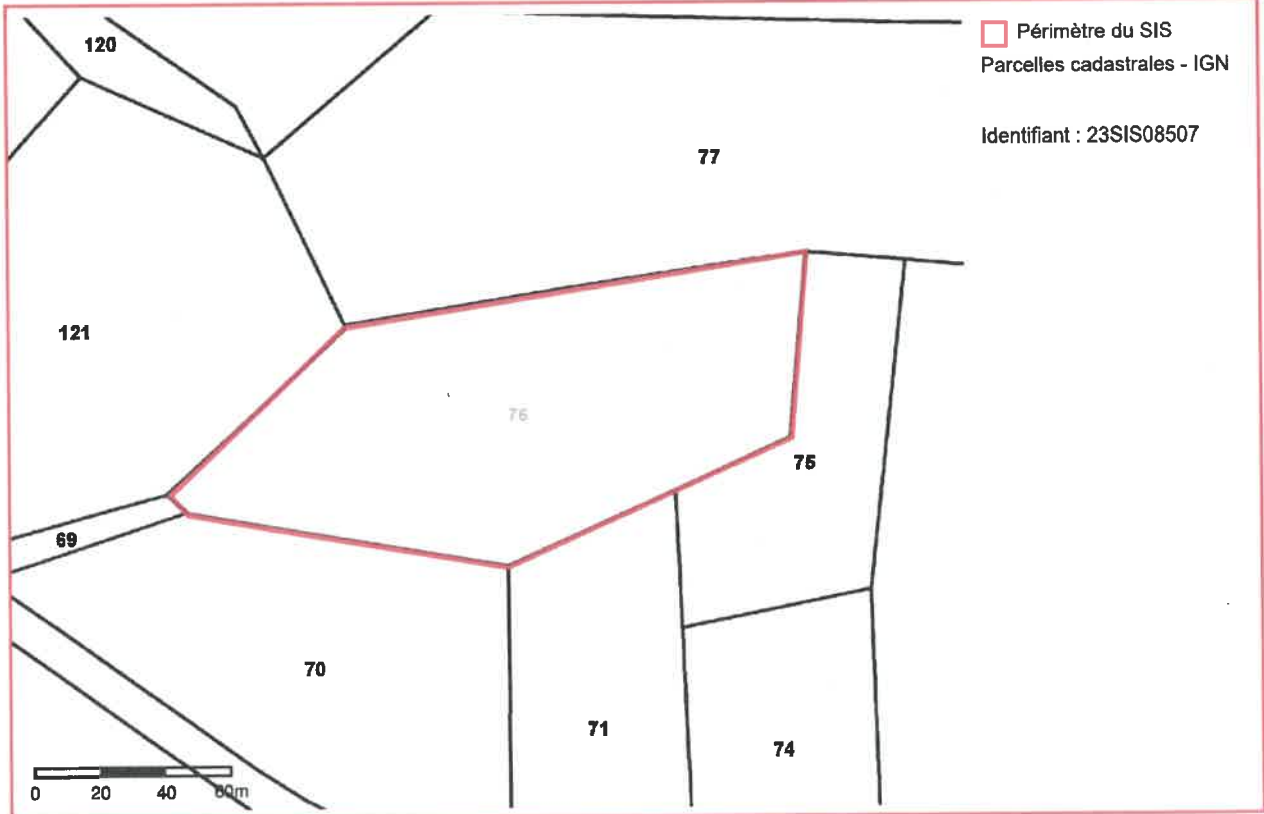 Périmètre du SIS
Parcelles cadastrales - IGN
Identifiant : 23SIS08507
120
77
121
76
75
69
70
71
74
0 20 40 60m